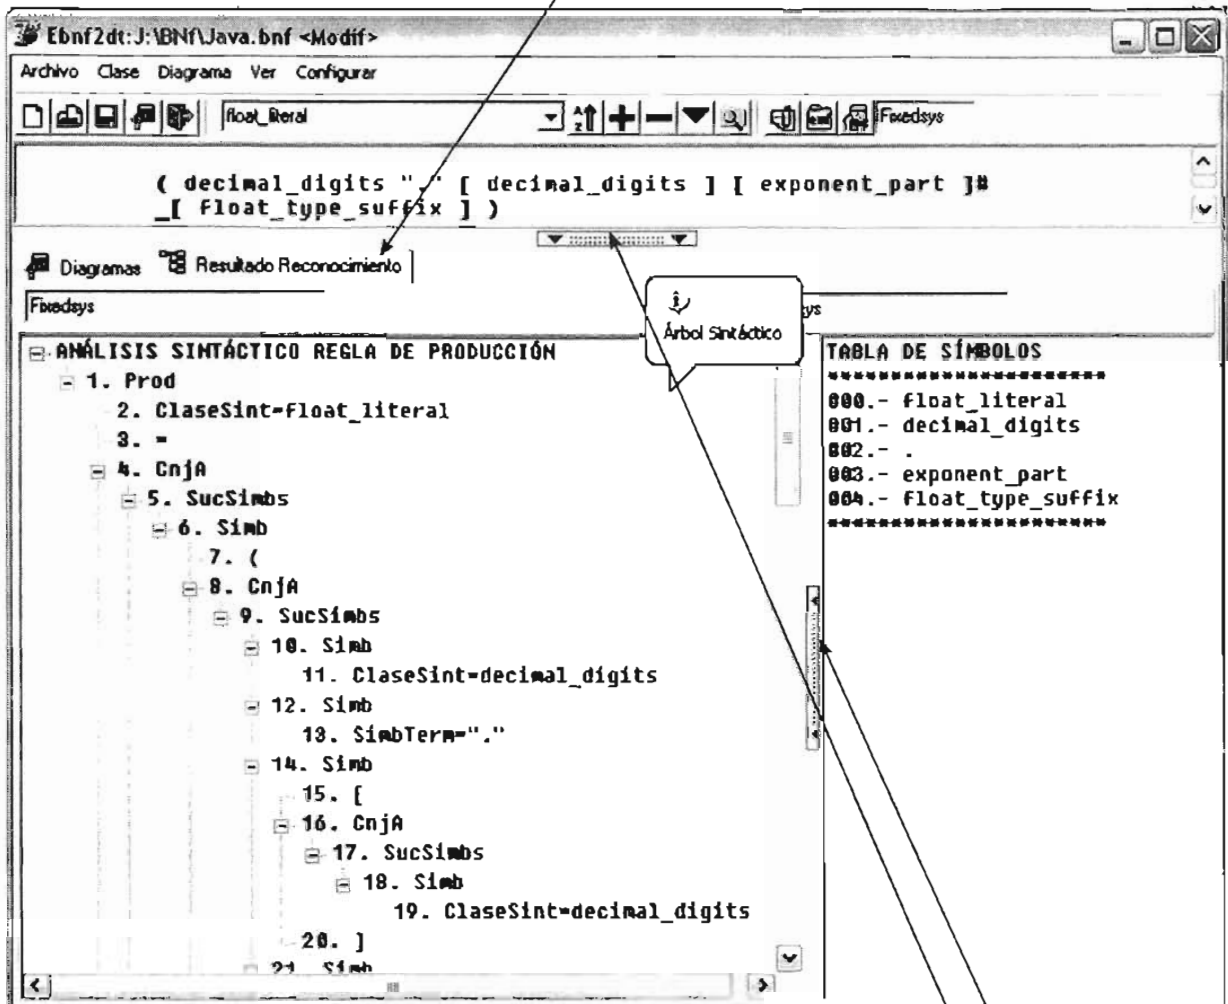 Ebnf2dt:J:\BNf\Java.bnf <Modif>
Archivo Clase Diagrama Ver Configurar
float_literal
Fixedsys
( decimal_digits "." [ decimal_digits ] [ exponent_part ]#
_[ float_type_suffix ] )
Diagramas Resultado Reconocimiento
Fixedsys
Árbol Sintáctico
ANÁLISIS SINTÁCTICO REGLA DE PRODUCCIÓN
1. Prod
2. ClaseSint=float_literal
3. =
4. CnjA
5. SucSimbs
6. Simb
7. (
8. CnjA
9. SucSimbs
10. Simb
11. ClaseSint=decimal_digits
12. Simb
13. SimbTerm="."
14. Simb
15. [
16. CnjA
17. SucSimbs
18. Simb
19. ClaseSint=decimal_digits
20. ]
21. Simb
TABLA DE SÍMBOLOS
**********************
000.- float_literal
001.- decimal_digits
002.- .
003.- exponent_part
004.- float_type_suffix
**********************